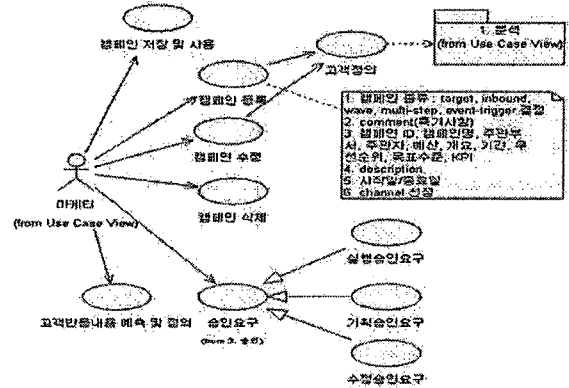 캠페인 저장 및 사용
1. 분석
(from Use Case View)
고객정의
캠페인 등록
1. 캠페인 종류 : target, inbound,
wave, multi-step, event-trigger 결정
2. comment(특기사항)
3. 캠페인 ID, 캠페인명, 주관부
서, 주관자, 예산, 개요, 기간, 우
선순위, 목표수준, KPI
4. description
5. 시작일/종료일
6. channel 선정
캠페인 수정
마케터
(from Use Case View)
캠페인 삭제
실행승인요구
고객반응내용 예측 및 정의
승인요구
(from 3. 승인)
기획승인요구
수정승인요구